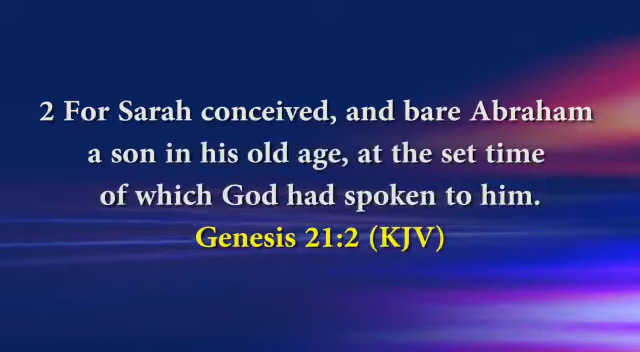 2 For Sarah conceived, and bare Abraham
a son in his old age, at the set time
of which God had spoken to him.
Genesis 21:2 (KJV)